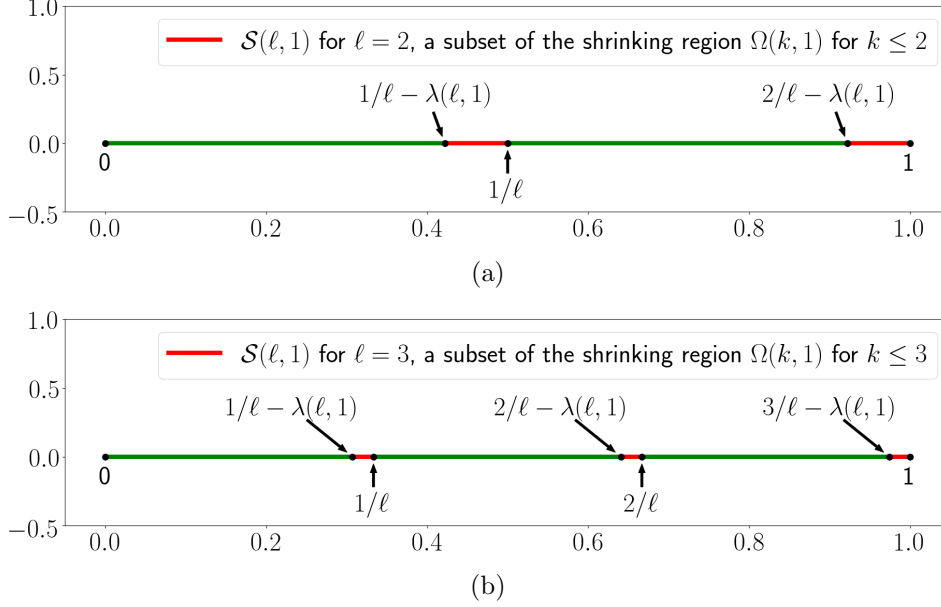 1.0
𝒮(ℓ, 1) for ℓ = 2, a subset of the shrinking region Ω(k, 1) for k ≤ 2
0.5
1/ℓ − λ(ℓ, 1)
2/ℓ − λ(ℓ, 1)
0.0
0
1/ℓ
1
−0.5
0.0 0.2 0.4 0.6 0.8 1.0
(a)
1.0
𝒮(ℓ, 1) for ℓ = 3, a subset of the shrinking region Ω(k, 1) for k ≤ 3
0.5
1/ℓ − λ(ℓ, 1)
2/ℓ − λ(ℓ, 1)
3/ℓ − λ(ℓ, 1)
0.0
0
1/ℓ
2/ℓ
1
−0.5
0.0 0.2 0.4 0.6 0.8 1.0
(b)